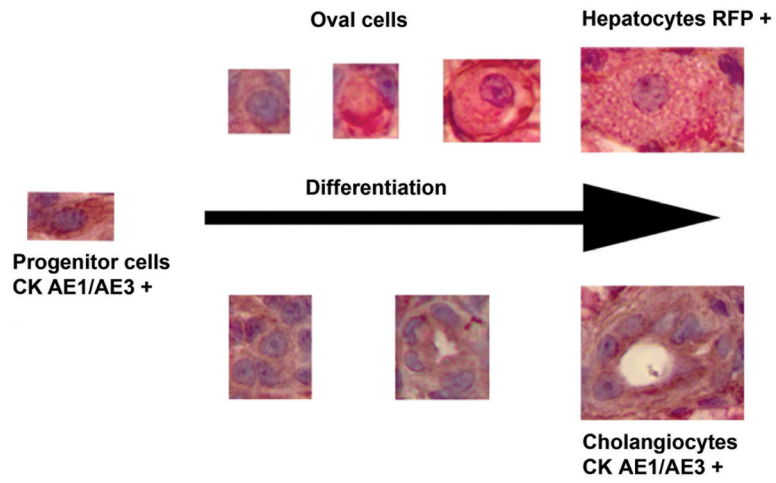 Oval cells
Hepatocytes RFP +
Differentiation
Progenitor cells
CK AE1/AE3 +
Cholangiocytes
CK AE1/AE3 +